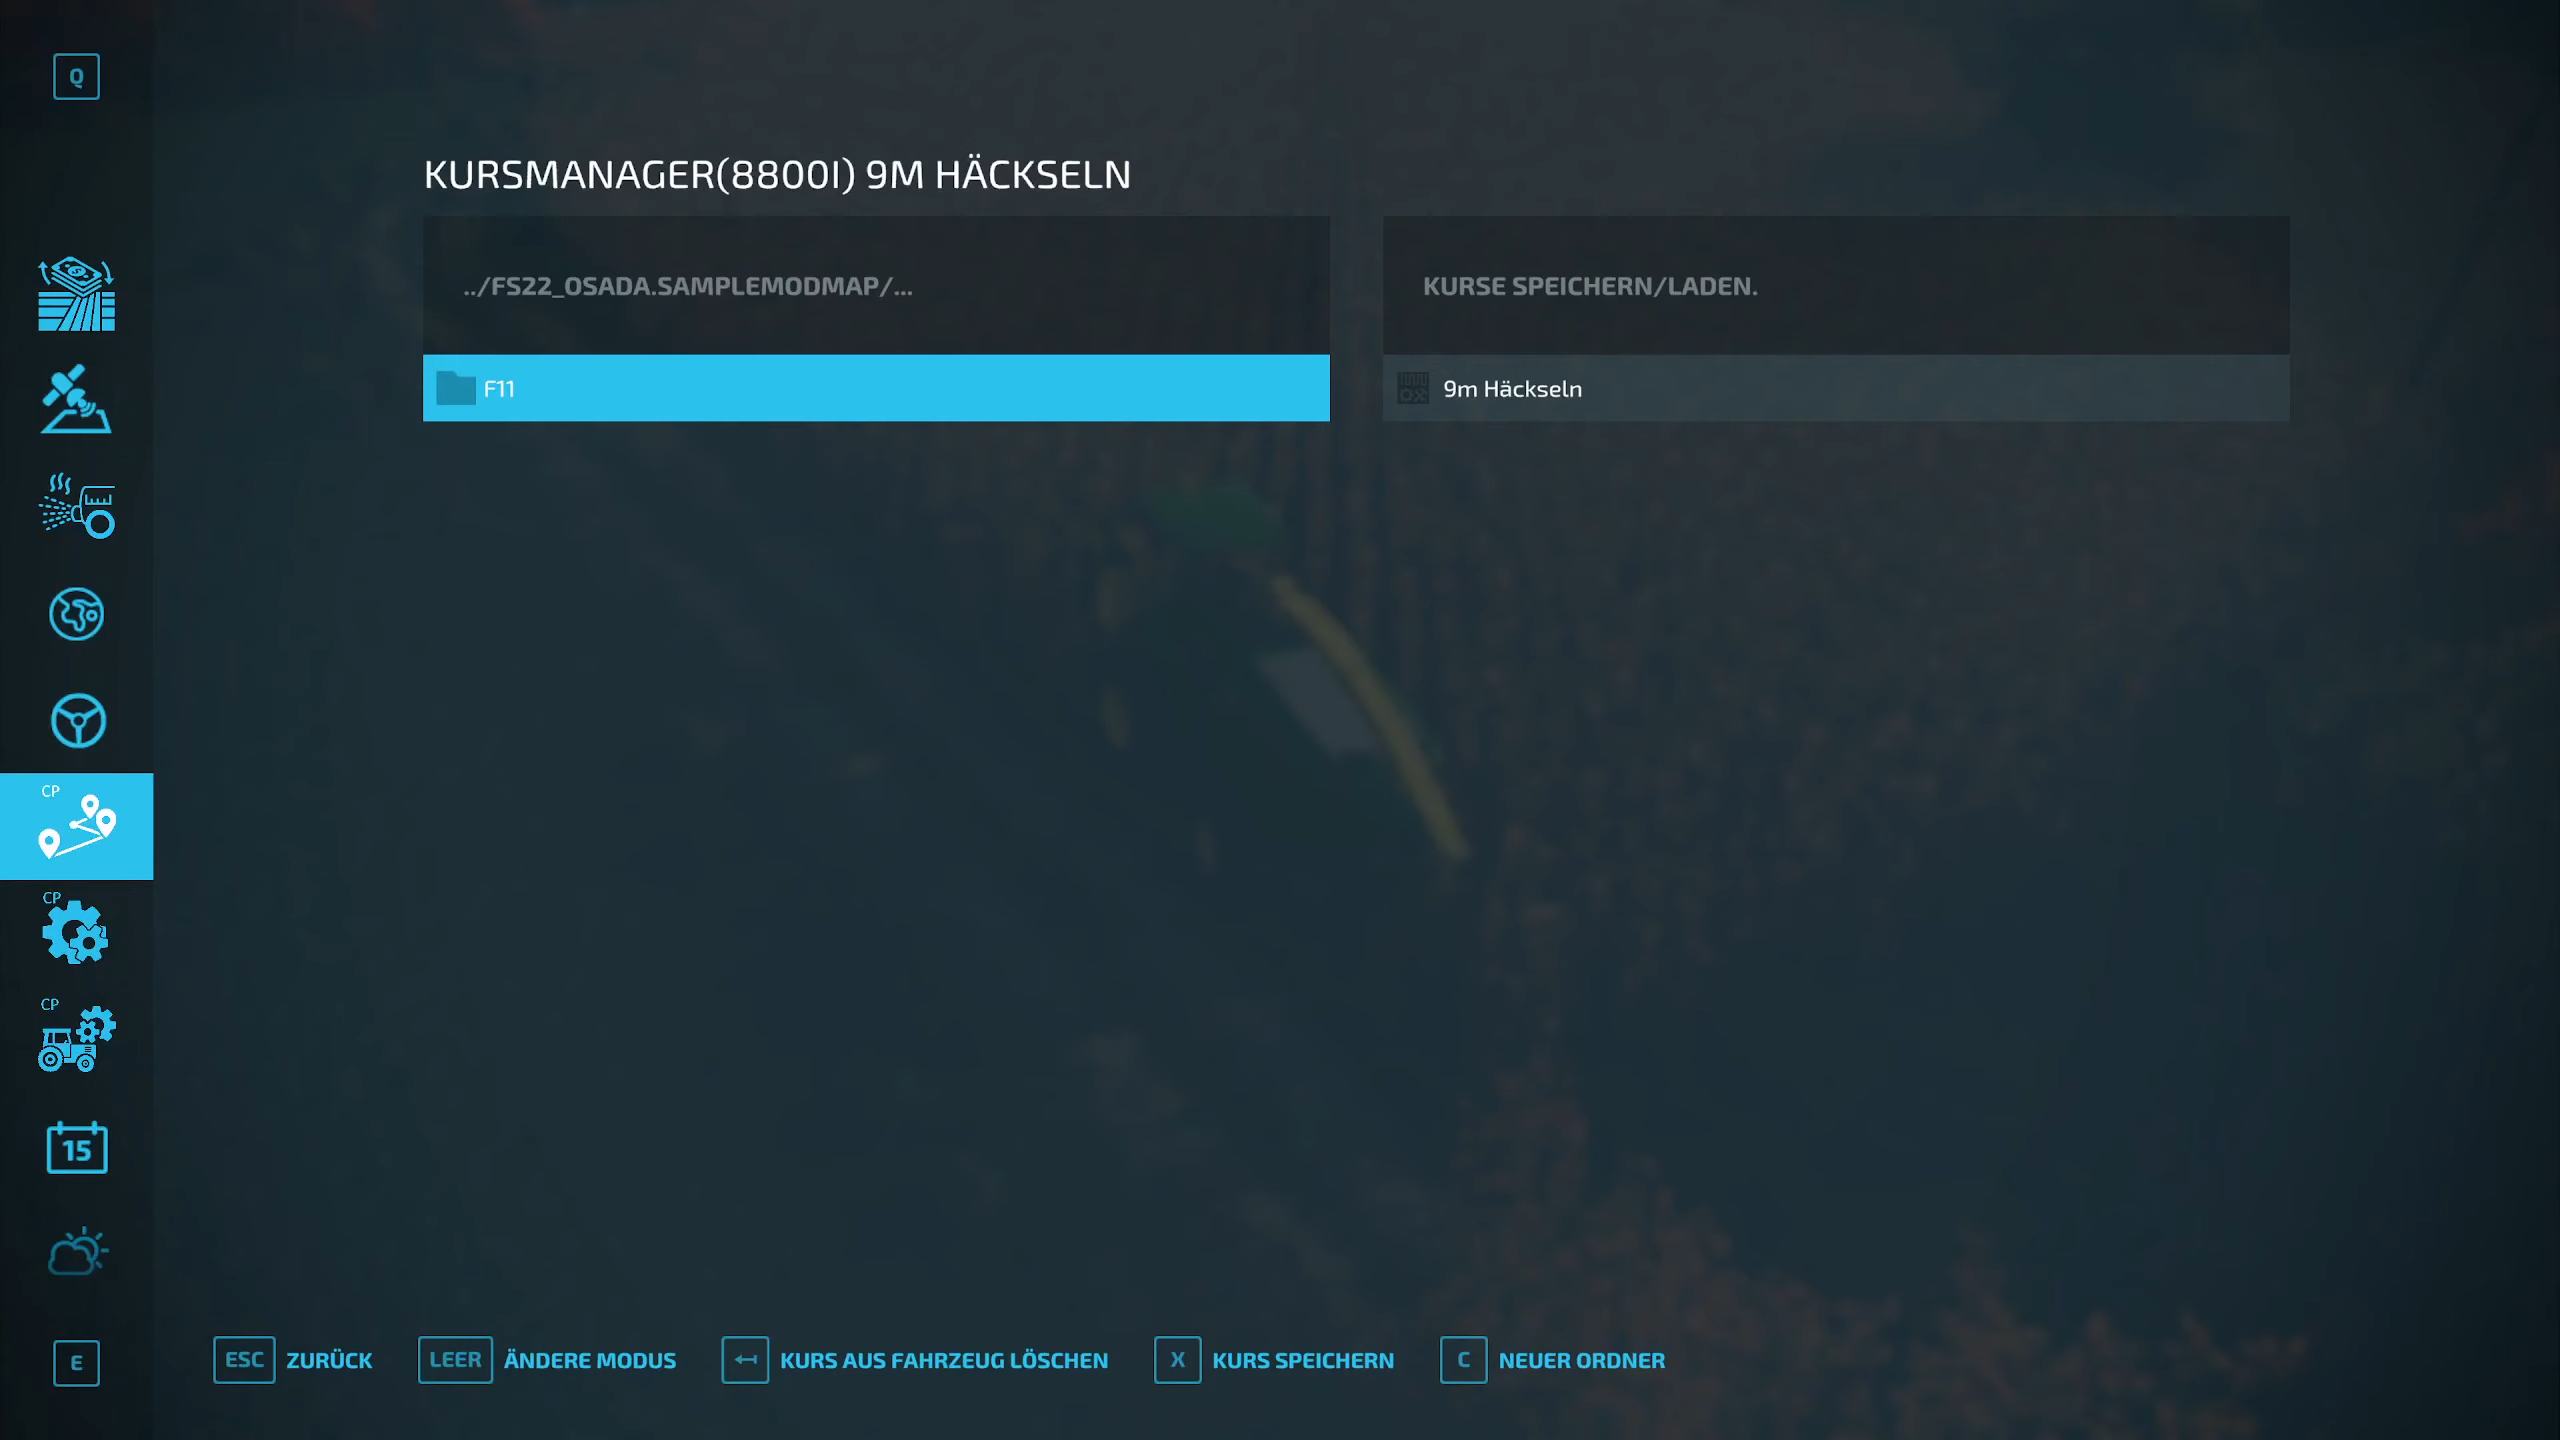 Q
KURSMANAGER(8800I) 9M HÄCKSELN
../FS22_OSADA.SAMPLEMODMAP/...
KURSE SPEICHERN/LADEN.
F11
9m Häckseln
CP
CP
CP
15
E
ESC ZURÜCK LEER ÄNDERE MODUS KURS AUS FAHRZEUG LÖSCHEN X KURS SPEICHERN C NEUER ORDNER